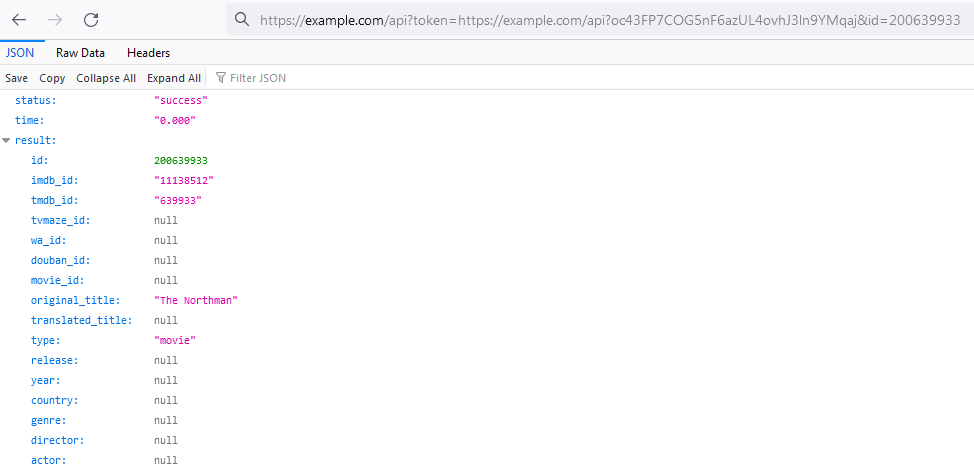 https://example.com/api?token=https://example.com/api?oc43FP7COG5nF6azUL4ovhJ3ln9YMqaj&id=200639933
JSON Raw Data Headers
Save Copy Collapse All Expand All Filter JSON
status: "success"
time: "0.000"
result:
id: 200639933
imdb_id: "11138512"
tmdb_id: "639933"
tvmaze_id: null
wa_id: null
douban_id: null
movie_id: null
original_title: "The Northman"
translated_title: null
type: "movie"
release: null
year: null
country: null
genre: null
director: null
actor: null